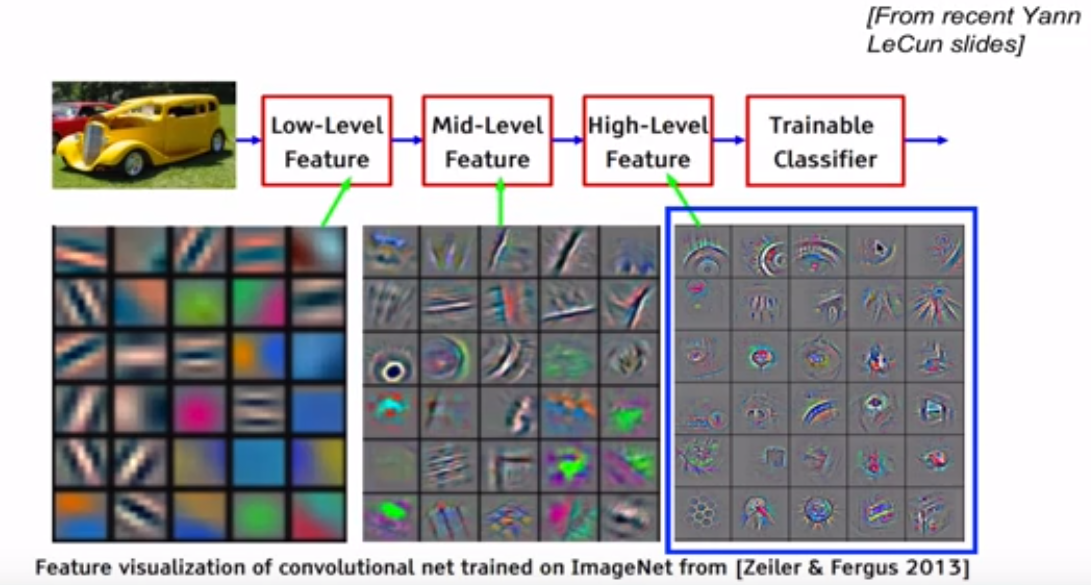 [From recent Yann
LeCun slides]
Low-Level
Feature
Mid-Level
Feature
High-Level
Feature
Trainable
Classifier
Feature visualization of convolutional net trained on ImageNet from [Zeiler & Fergus 2013]